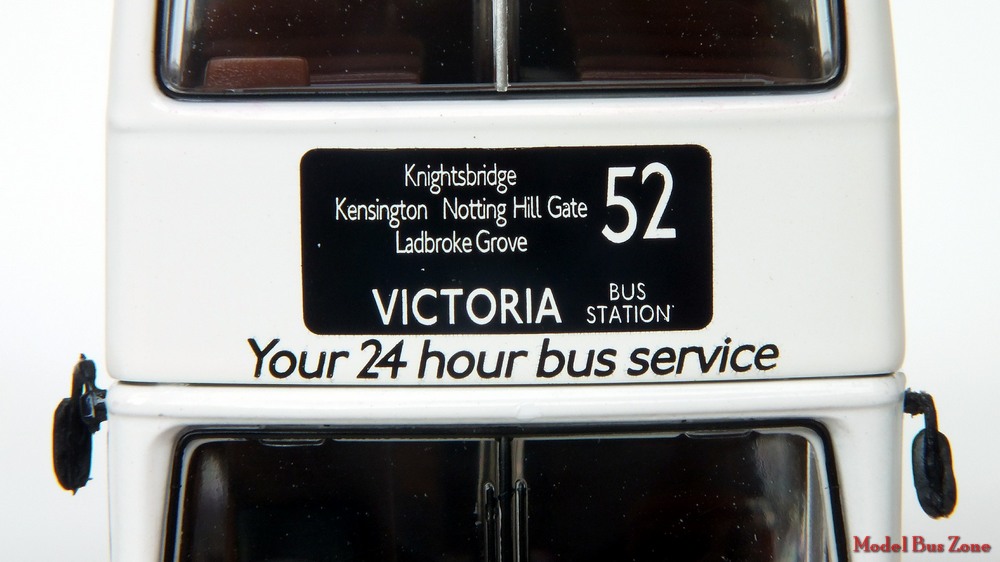 Knightsbridge
Kensington Notting Hill Gate
Ladbroke Grove
52
VICTORIA BUS STATION
Your 24 hour bus service
Model Bus Zone